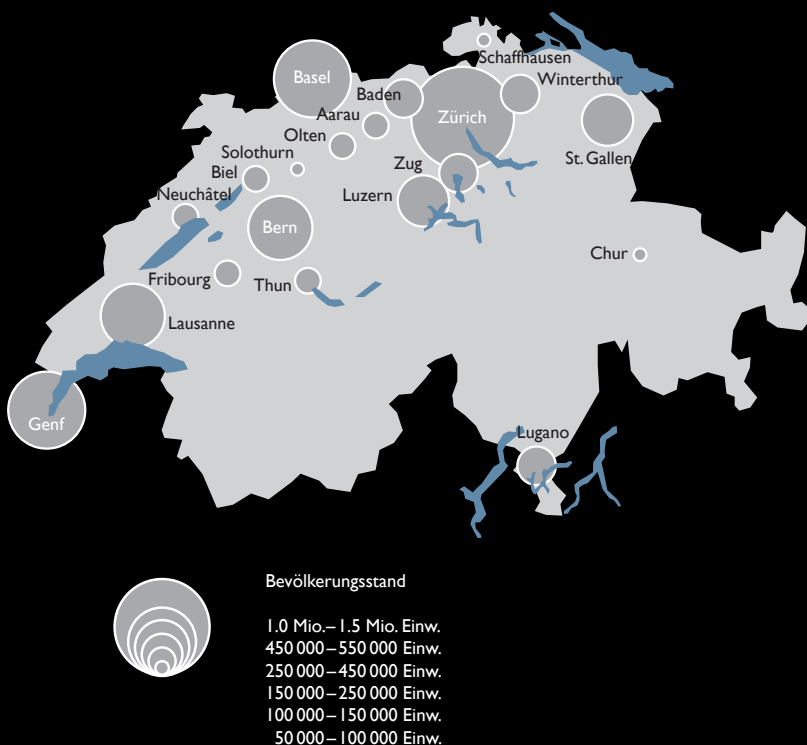 Schaffhausen
Basel
Winterthur
Baden
Aarau
Zürich
Olten
Solothurn
St. Gallen
Zug
Biel
Neuchâtel
Luzern
Bern
Chur
Fribourg
Thun
Lausanne
Genf
Lugano
Bevölkerungsstand
1.0 Mio.–1.5 Mio. Einw.
450 000–550 000 Einw.
250 000–450 000 Einw.
150 000–250 000 Einw.
100 000–150 000 Einw.
50 000–100 000 Einw.